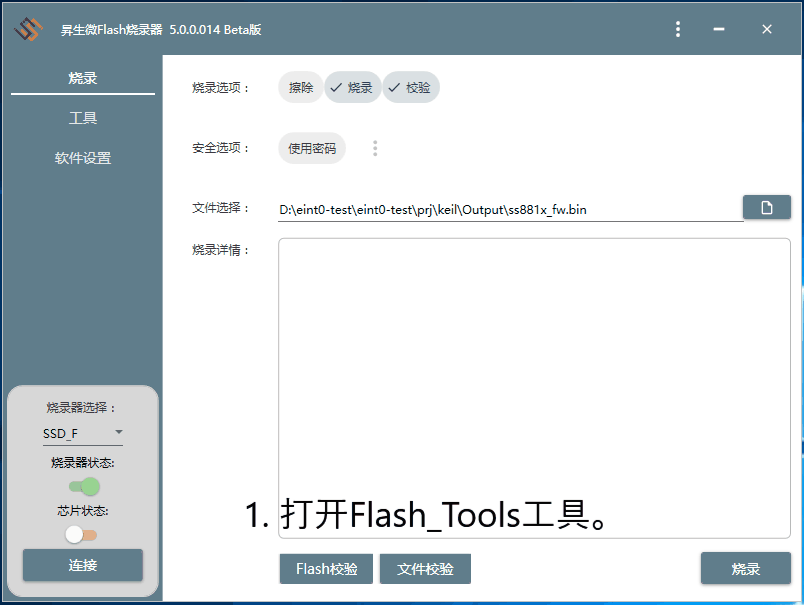 昇生微Flash烧录器 5.0.0.014 Beta版
烧录
工具
软件设置
烧录选项：
擦除
烧录
校验
安全选项：
使用密码
文件选择：
D:\eint0-test\eint0-test\prj\keil\Output\ss881x_fw.bin
烧录详情：
烧录器选择：
SSD_F
烧录器状态:
芯片状态:
连接
1. 打开Flash_Tools工具。
Flash校验
文件校验
烧录